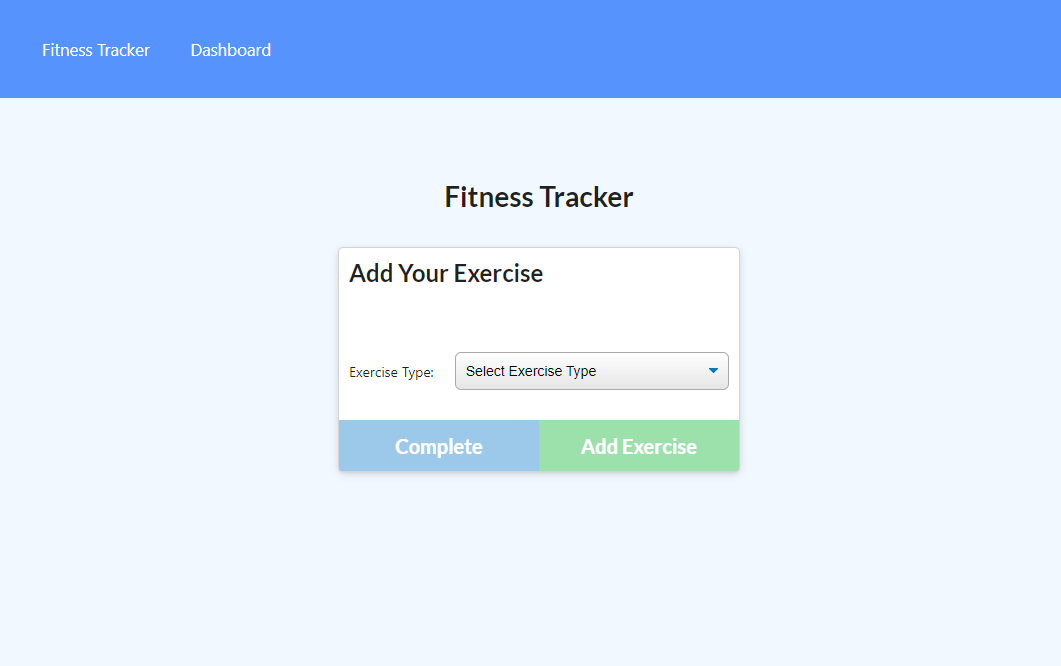 Fitness Tracker Dashboard
Fitness Tracker
Add Your Exercise
Exercise Type: Select Exercise Type
Complete Add Exercise